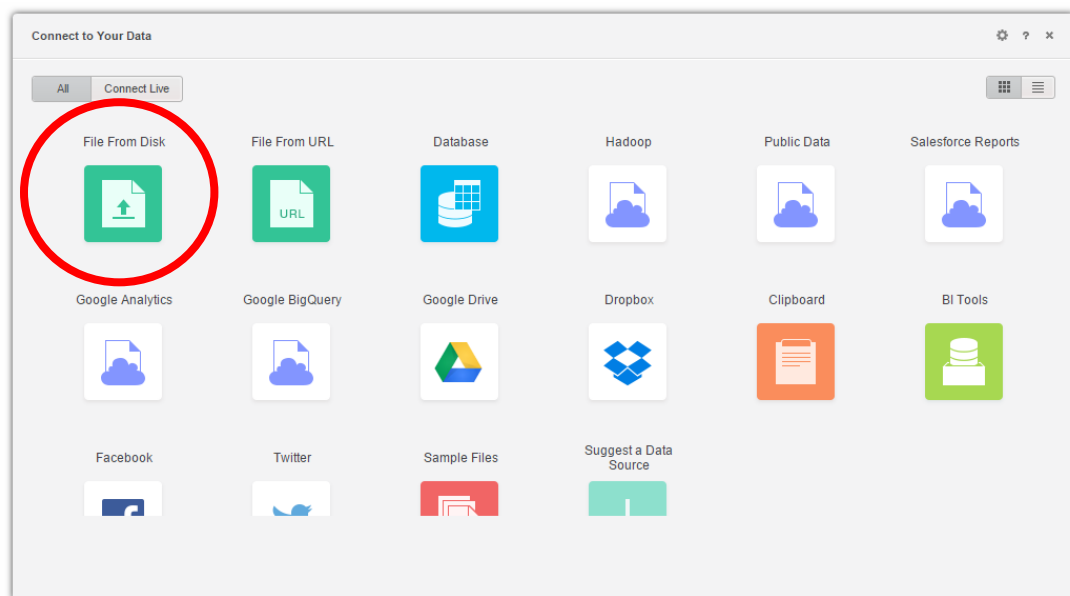 Connect to Your Data
?
All
Connect Live
File From Disk
File From URL
Database
Hadoop
Public Data
Salesforce Reports
URL
Google Analytics
Google BigQuery
Google Drive
Dropbox
Clipboard
BI Tools
Facebook
Twitter
Sample Files
Suggest a Data
Source
f